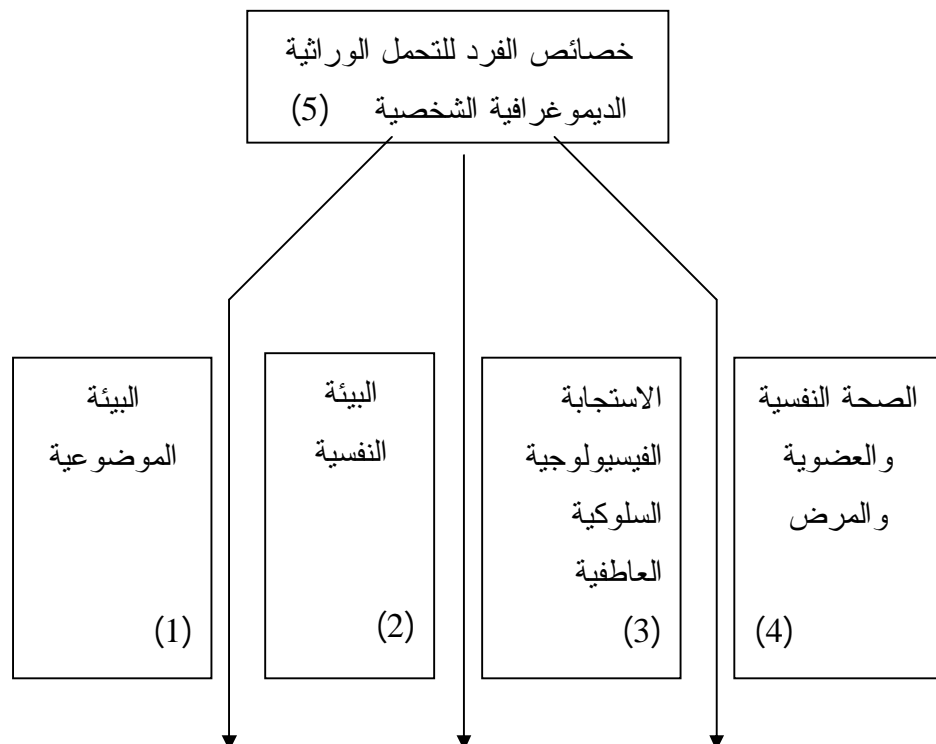 خصائص الفرد للتحمل الوراثية
الديموغرافية الشخصية (5)
الصحة النفسية
والعضوية
والمرض
(4)
الاستجابة
الفيسيولوجية
السلوكية
العاطفية
(3)
البيئة
النفسية
(2)
البيئة
الموضوعية
(1)